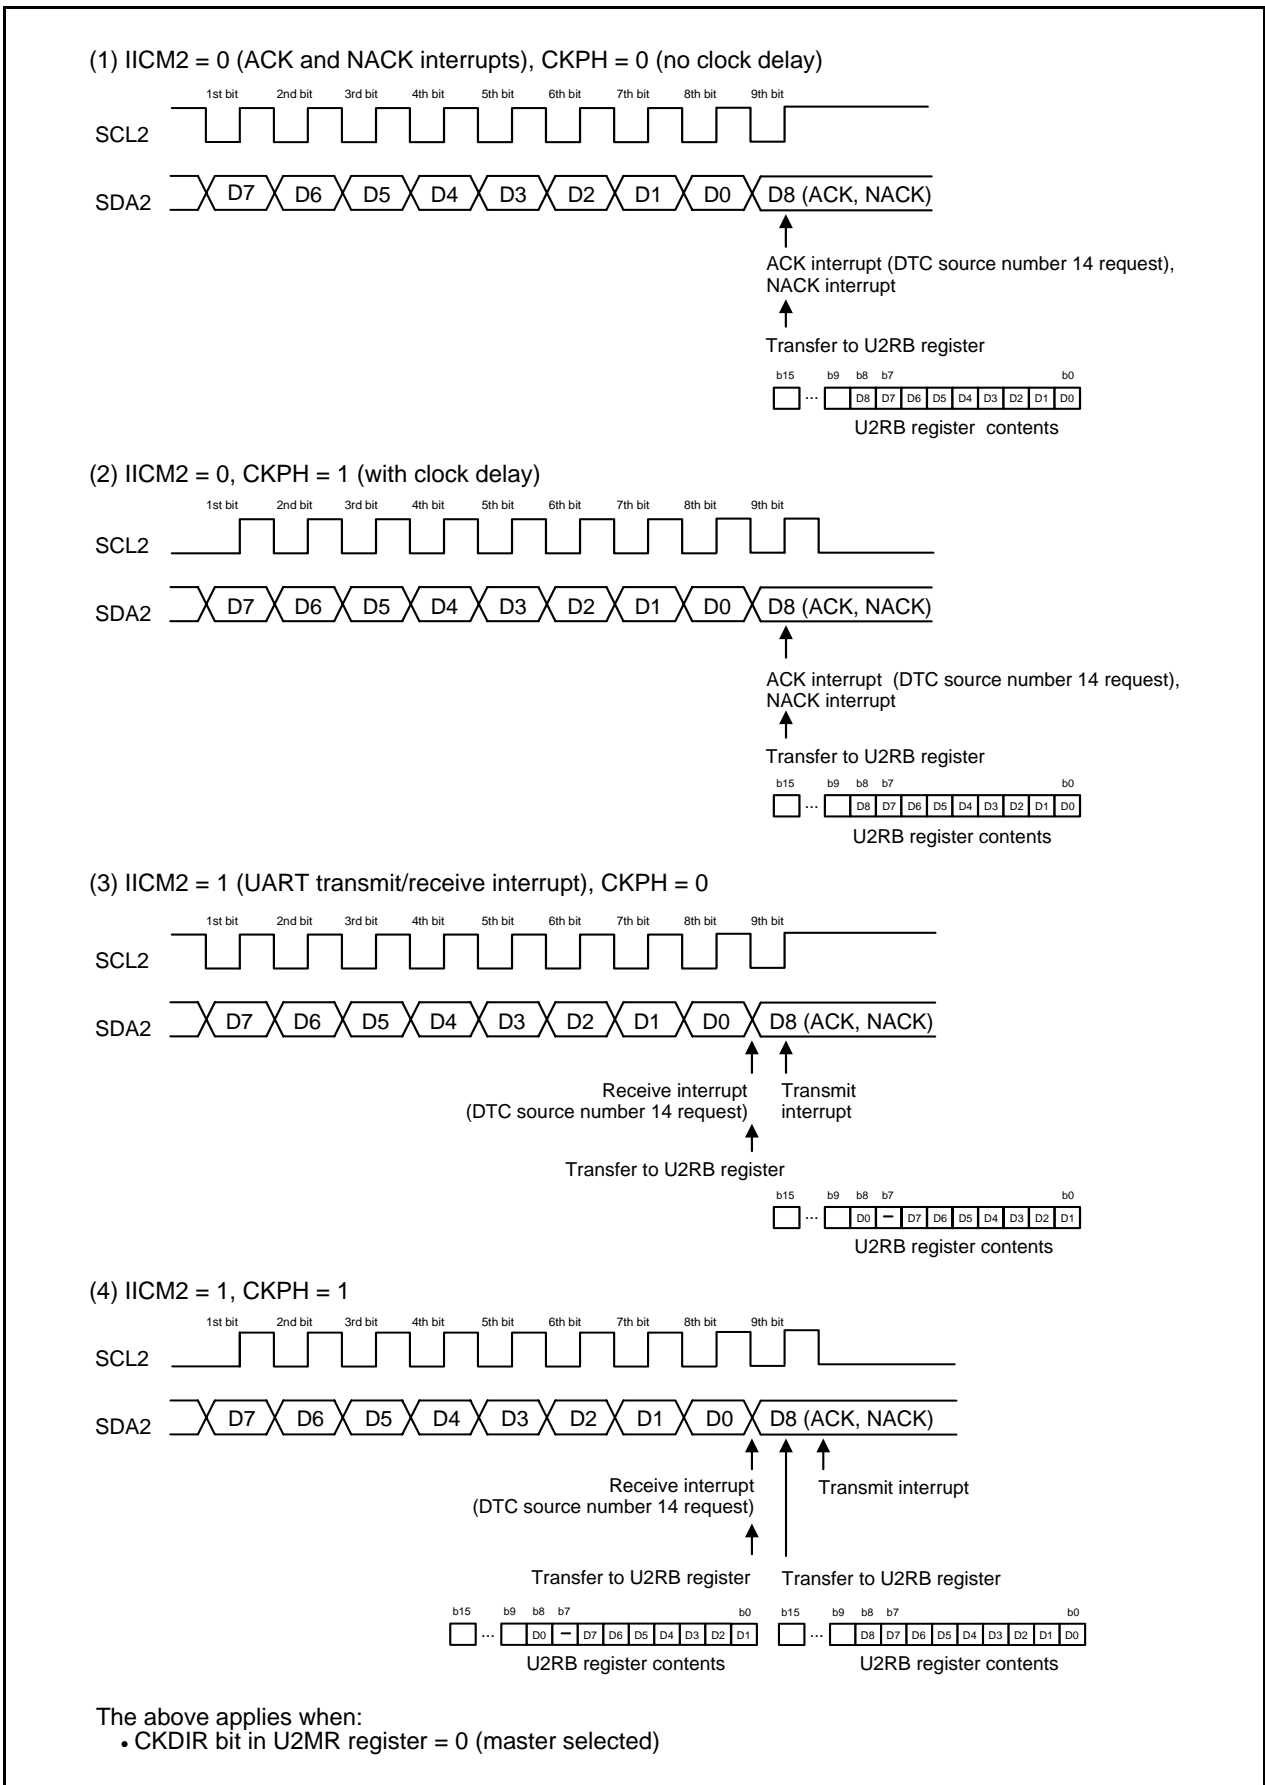 (1) IICM2 = 0 (ACK and NACK interrupts), CKPH = 0 (no clock delay)
1st bit 2nd bit 3rd bit 4th bit 5th bit 6th bit 7th bit 8th bit 9th bit
SCL2
SDA2 D7 D6 D5 D4 D3 D2 D1 D0 D8 (ACK, NACK)
ACK interrupt (DTC source number 14 request),
NACK interrupt
Transfer to U2RB register
b15 b9 b8 b7 b0
... D8 D7 D6 D5 D4 D3 D2 D1 D0
U2RB register contents
(2) IICM2 = 0, CKPH = 1 (with clock delay)
1st bit 2nd bit 3rd bit 4th bit 5th bit 6th bit 7th bit 8th bit 9th bit
SCL2
SDA2 D7 D6 D5 D4 D3 D2 D1 D0 D8 (ACK, NACK)
ACK interrupt (DTC source number 14 request),
NACK interrupt
Transfer to U2RB register
b15 b9 b8 b7 b0
... D8 D7 D6 D5 D4 D3 D2 D1 D0
U2RB register contents
(3) IICM2 = 1 (UART transmit/receive interrupt), CKPH = 0
1st bit 2nd bit 3rd bit 4th bit 5th bit 6th bit 7th bit 8th bit 9th bit
SCL2
SDA2 D7 D6 D5 D4 D3 D2 D1 D0 D8 (ACK, NACK)
Receive interrupt Transmit
(DTC source number 14 request) interrupt
Transfer to U2RB register
b15 b9 b8 b7 b0
... D0 – D7 D6 D5 D4 D3 D2 D1
U2RB register contents
(4) IICM2 = 1, CKPH = 1
1st bit 2nd bit 3rd bit 4th bit 5th bit 6th bit 7th bit 8th bit 9th bit
SCL2
SDA2 D7 D6 D5 D4 D3 D2 D1 D0 D8 (ACK, NACK)
Receive interrupt Transmit interrupt
(DTC source number 14 request)
Transfer to U2RB register Transfer to U2RB register
b15 b9 b8 b7 b0 b15 b9 b8 b7 b0
... D0 – D7 D6 D5 D4 D3 D2 D1 ... D8 D7 D6 D5 D4 D3 D2 D1 D0
U2RB register contents U2RB register contents
The above applies when:
• CKDIR bit in U2MR register = 0 (master selected)